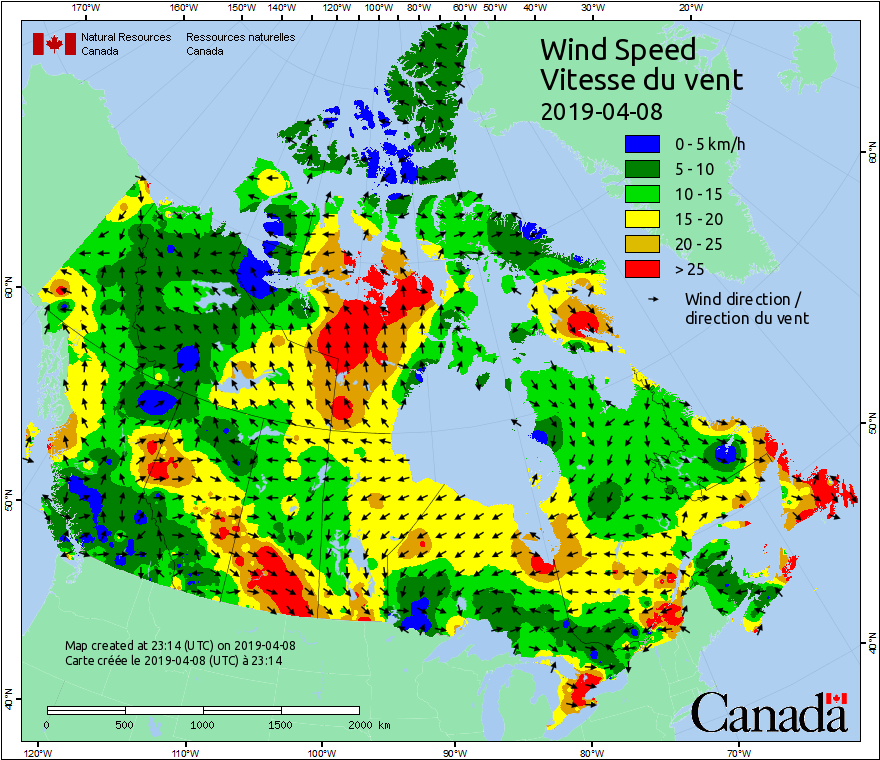 170°W 160°W 150°W 140°W 130°W 120°W 110°W 100°W 80°W 60°W 50°W 40°W 30°W 20°W
Natural Resources Ressources naturelles
Canada Canada
Wind Speed
Vitesse du vent
2019-04-08
0 - 5 km/h
5 - 10
10 - 15
15 - 20
20 - 25
> 25
Wind direction /
direction du vent
60°N
60°N
50°N
50°N
40°N
40°N
Map created at 23:14 (UTC) on 2019-04-08
Carte créée le 2019-04-08 (UTC) à 23:14
0 500 1000 1500 2000 km
Canada
120°W 110°W 100°W 90°W 80°W 70°W